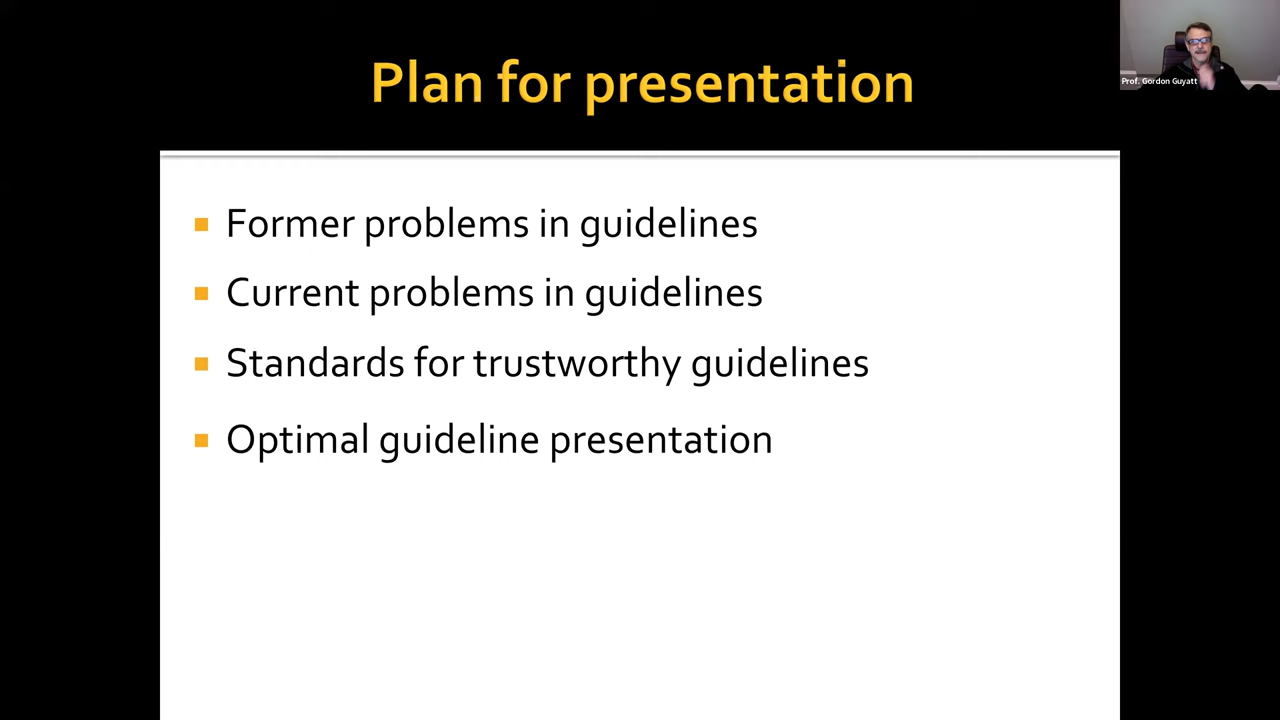 Plan for presentation
Prof. Gordon Guyatt
Former problems in guidelines
Current problems in guidelines
Standards for trustworthy guidelines
Optimal guideline presentation